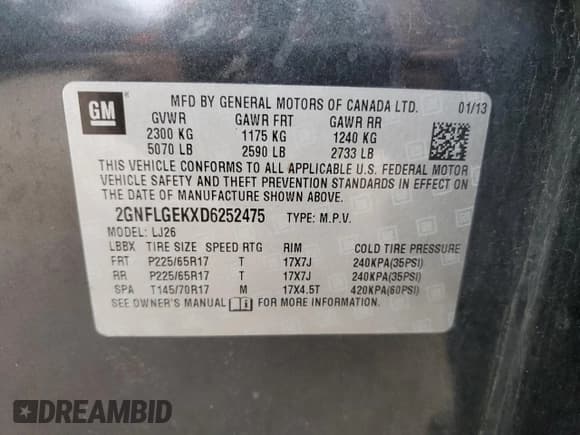 GM
MFD BY GENERAL MOTORS OF CANADA LTD. 01/13
GVWR GAWR FRT GAWR RR
2300 KG 1175 KG 1240 KG
5070 LB 2590 LB 2733 LB
THIS VEHICLE CONFORMS TO ALL APPLICABLE U.S. FEDERAL MOTOR
VEHICLE SAFETY AND THEFT PREVENTION STANDARDS IN EFFECT ON
THE DATE OF MANUFACTURE SHOWN ABOVE.
2GNFLGEKXD6252475 TYPE: M.P.V.
MODEL: LJ26
LBBX TIRE SIZE SPEED RTG RIM COLD TIRE PRESSURE
FRT P225/65R17 T 17X7J 240KPA(35PSI)
RR P225/65R17 T 17X7J 240KPA(35PSI)
SPA T145/70R17 M 17X4.5T 420KPA(60PSI)
SEE OWNER'S MANUAL FOR MORE INFORMATION.
DREAMBID